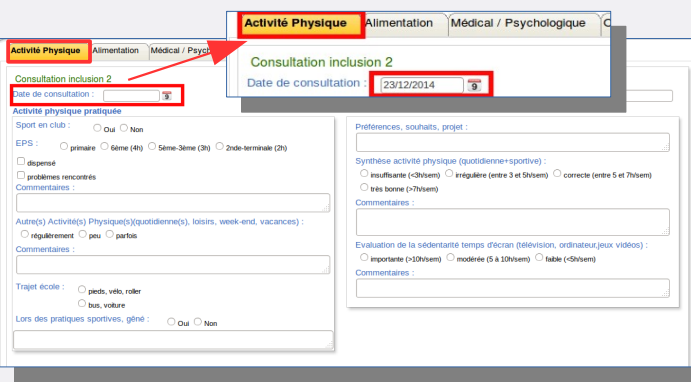 Activité Physique Alimentation Médical / Psychologique
Consultation inclusion 2
Date de consultation : 23/12/2014 9
Activité Physique Alimentation Médical / Psych
Consultation inclusion 2
Date de consultation : 9
Activité physique pratiquée
Sport en club : Oui Non
EPS : primaire 6ème (4h) 5ème-3ème (3h) 2nde-terminale (2h)
dispensé
problèmes rencontrés
Commentaires :
Autre(s) Activité(s) Physique(s)(quotidienne(s), loisirs, week-end, vacances) :
régulièrement peu parfois
Commentaires :
Trajet école : pieds, vélo, roller
bus, voiture
Lors des pratiques sportives, gêné : Oui Non
Préférences, souhaits, projet :
Synthèse activité physique (quotidienne+sportive) :
insuffisante (<3h/sem) irrégulière (entre 3 et 5h/sem) correcte (entre 5 et 7h/sem)
très bonne (>7h/sem)
Commentaires :
Evaluation de la sédentarité temps d'écran (télévision, ordinateur,jeux vidéos) :
importante (>10h/sem) modérée (5 à 10h/sem) faible (<5h/sem)
Commentaires :